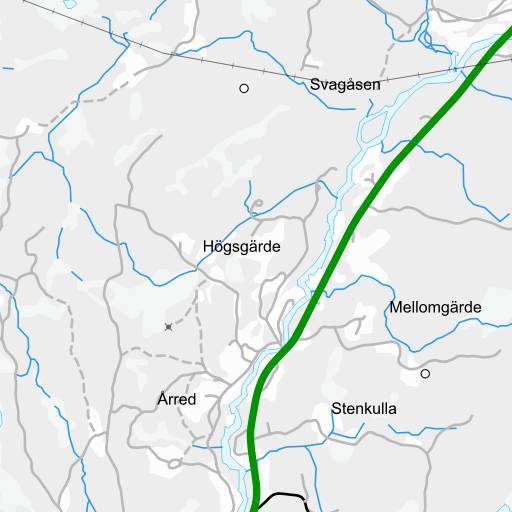 Svagåsen
Högsgärde
Mellomgärde
Årred
Stenkulla